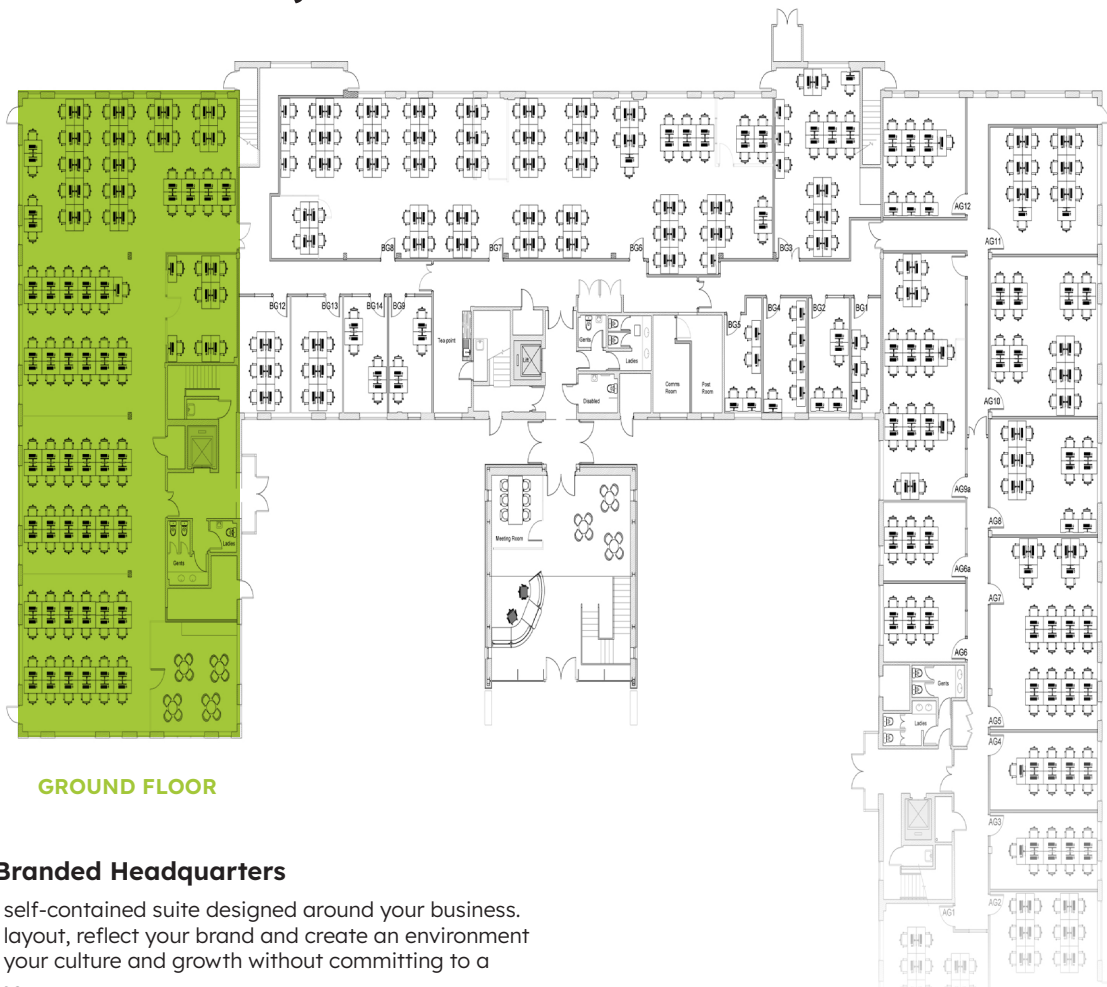 AG12
AG11
BG8
BG7
BG6
BG3
BG12
BG13
BG14
BG9
Tea point
Lift
Gents
Ladies
Disabled
Comms
Room
Post
Room
BG5
BG4
BG2
BG1
AG10
AG9a
AG8
Meeting Room
Ladies
Gents
AG6a
AG7
AG6
Gents
Ladies
AG5
AG4
AG3
AG2
AG1
GROUND FLOOR
Branded Headquarters
self-contained suite designed around your business.
layout, reflect your brand and create an environment
your culture and growth without committing to a